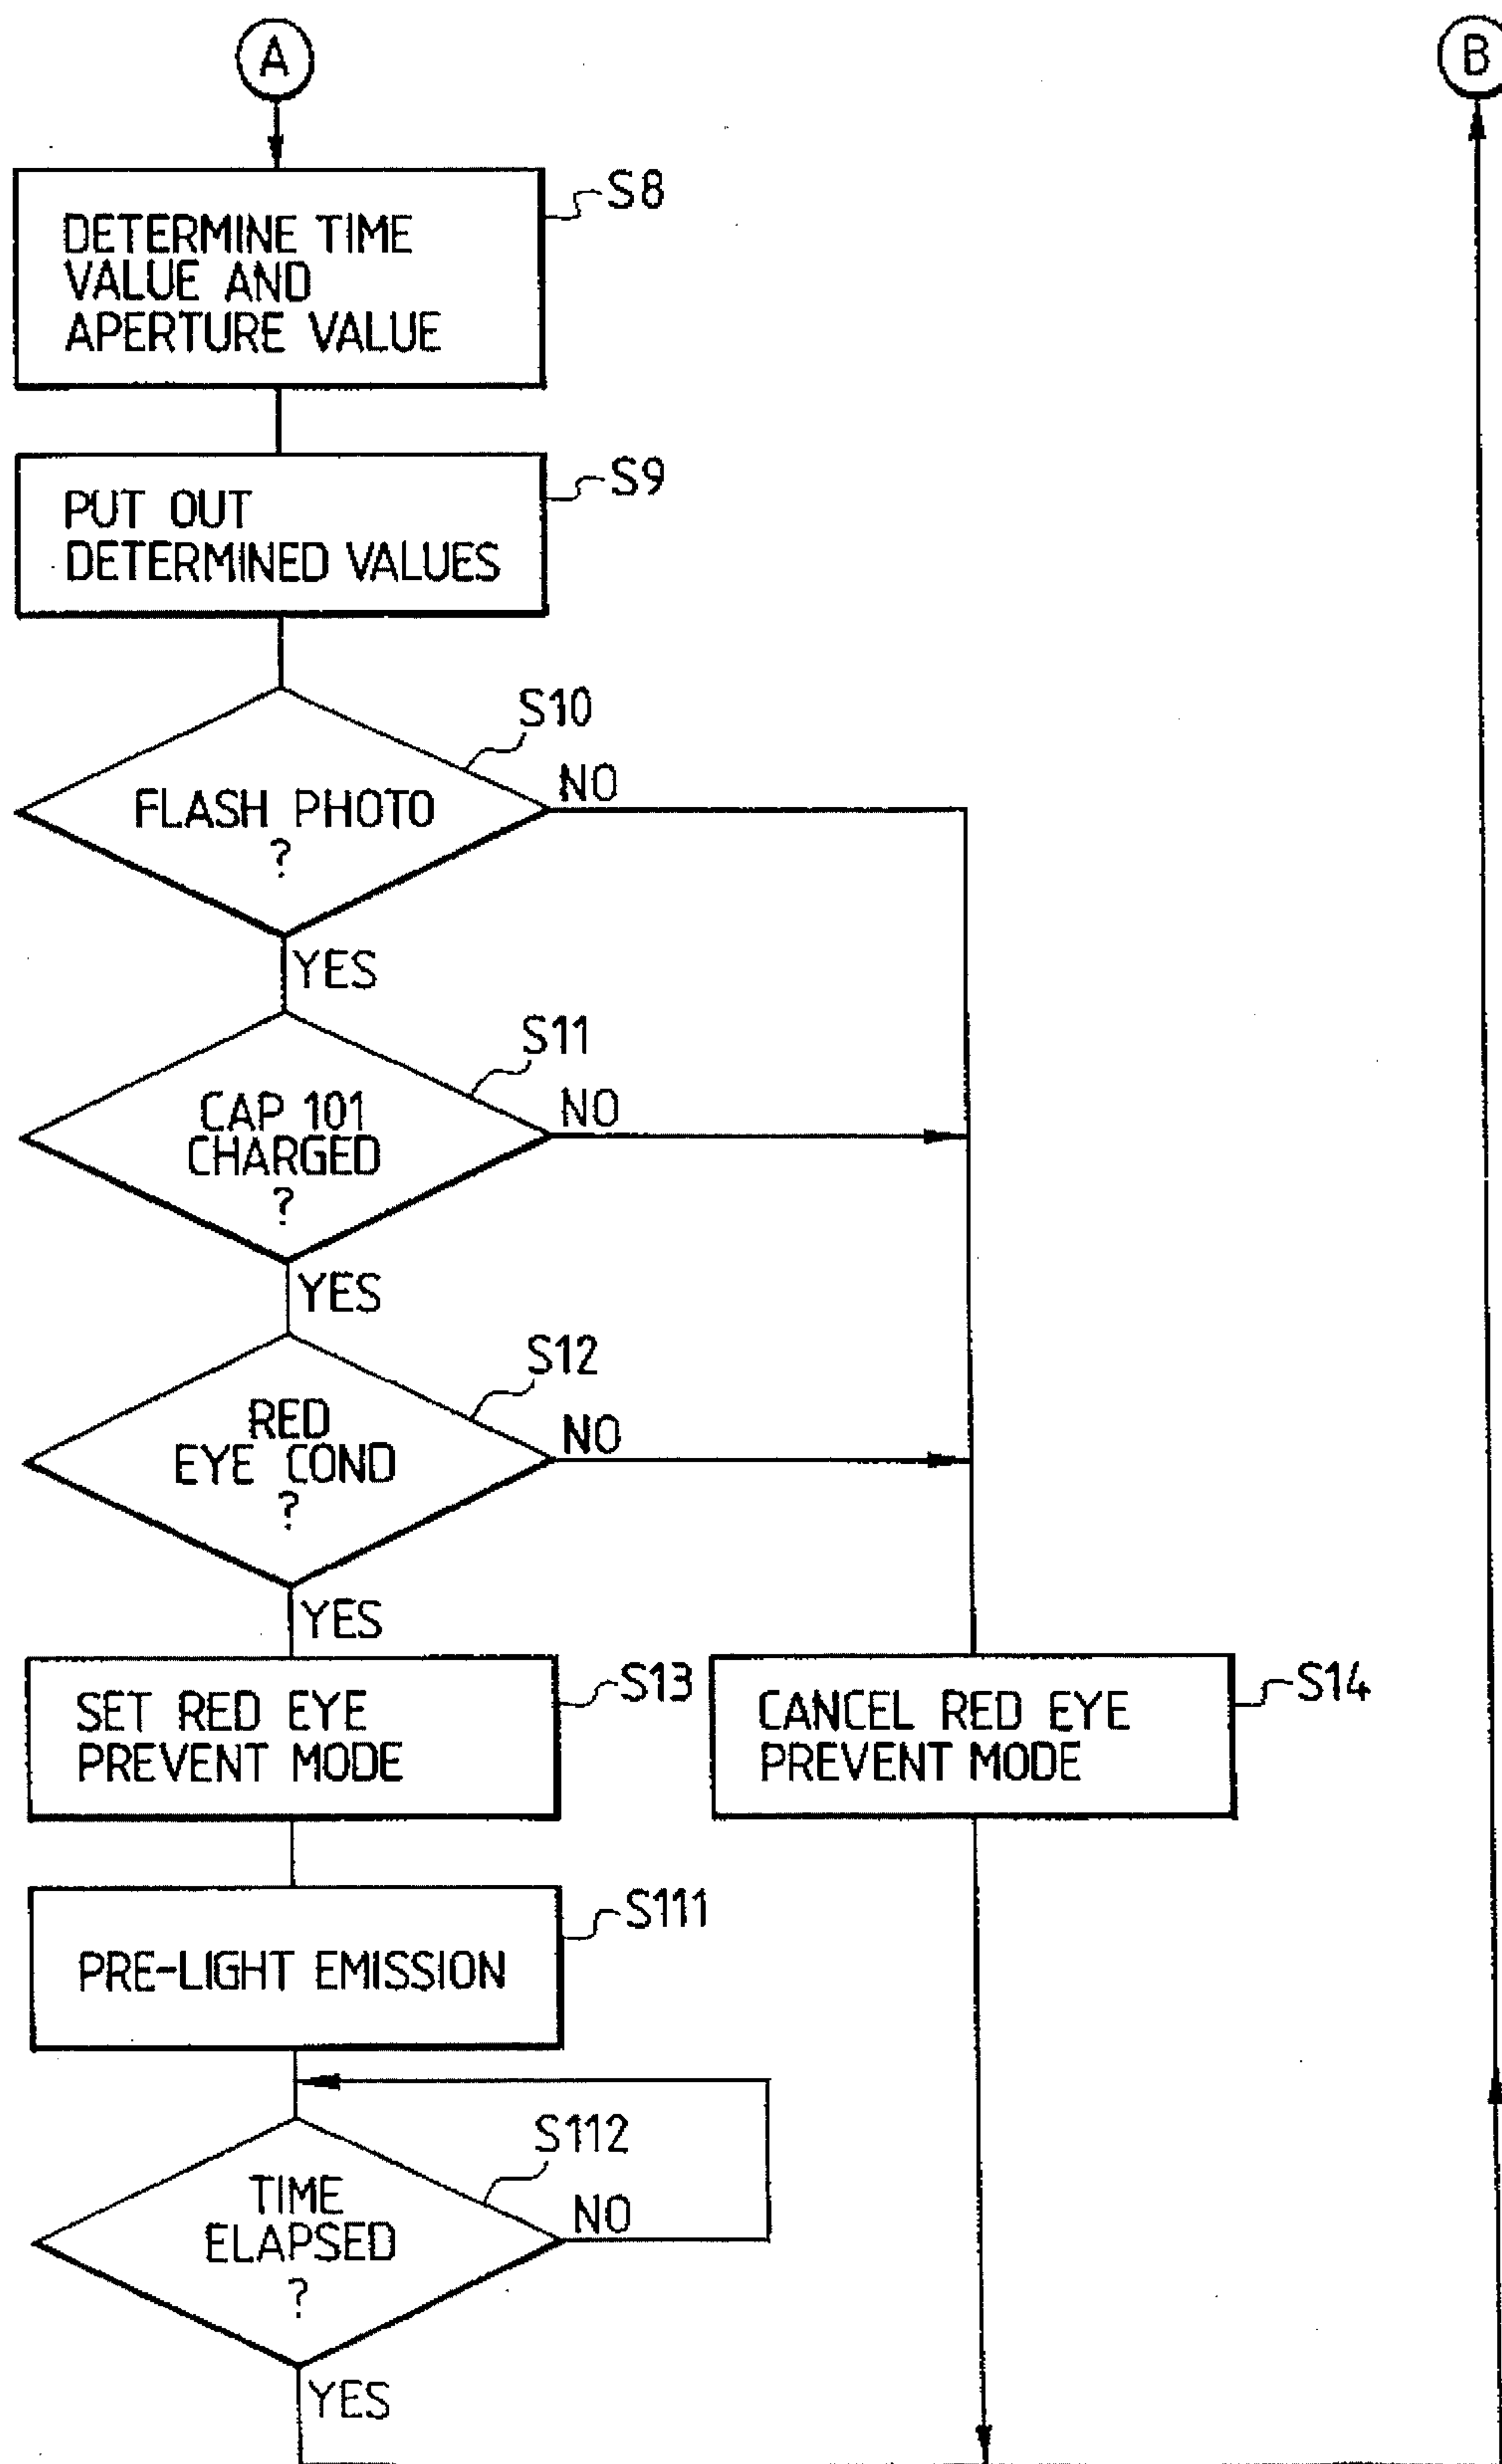 A
B
S8
DETERMINE TIME
VALUE AND
APERTURE VALUE
S9
PUT OUT
DETERMINED VALUES
S10
FLASH PHOTO
?
NO
YES
S11
CAP 101
CHARGED
?
NO
YES
S12
RED
EYE COND
?
NO
YES
S13
SET RED EYE
PREVENT MODE
S14
CANCEL RED EYE
PREVENT MODE
S111
PRE-LIGHT EMISSION
S112
TIME
ELAPSED
?
NO
YES